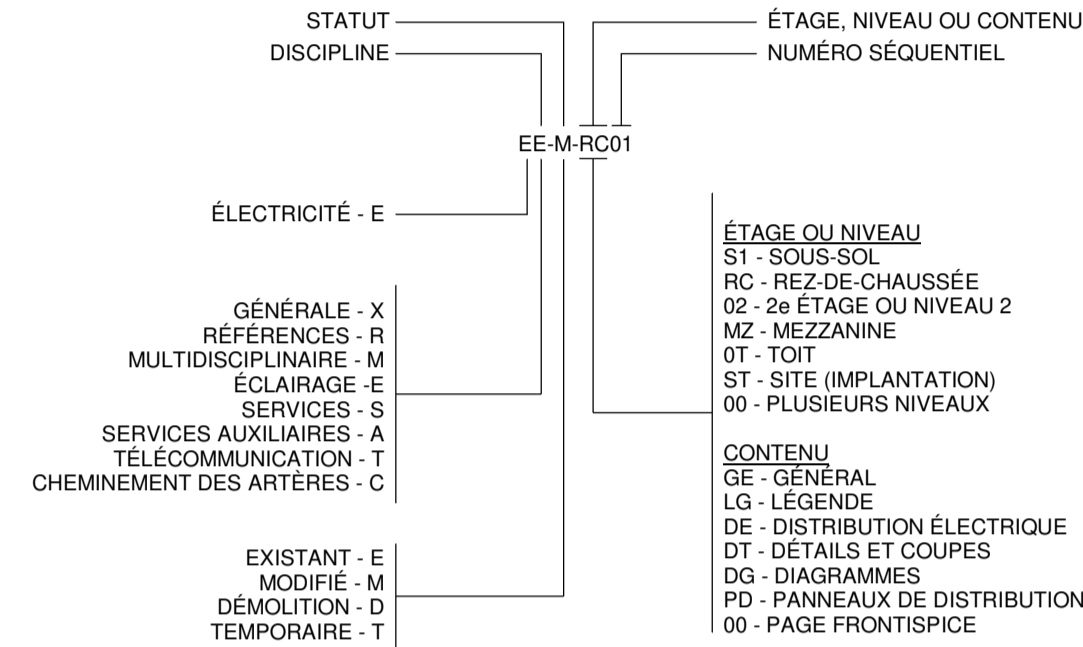 STATUT
DISCIPLINE
ÉTAGE, NIVEAU OU CONTENU
NUMÉRO SÉQUENTIEL
EE-M-RC01
ÉLECTRICITÉ - E
GÉNÉRALE - X
RÉFÉRENCES - R
MULTIDISCIPLINAIRE - M
ÉCLAIRAGE -E
SERVICES - S
SERVICES AUXILIAIRES - A
TÉLÉCOMMUNICATION - T
CHEMINEMENT DES ARTÈRES - C
EXISTANT - E
MODIFIÉ - M
DÉMOLITION - D
TEMPORAIRE - T
ÉTAGE OU NIVEAU
S1 - SOUS-SOL
RC - REZ-DE-CHAUSSÉE
02 - 2e ÉTAGE OU NIVEAU 2
MZ - MEZZANINE
0T - TOIT
ST - SITE (IMPLANTATION)
00 - PLUSIEURS NIVEAUX
CONTENU
GE - GÉNÉRAL
LG - LÉGENDE
DE - DISTRIBUTION ÉLECTRIQUE
DT - DÉTAILS ET COUPES
DG - DIAGRAMMES
PD - PANNEAUX DE DISTRIBUTION
00 - PAGE FRONTISPICE